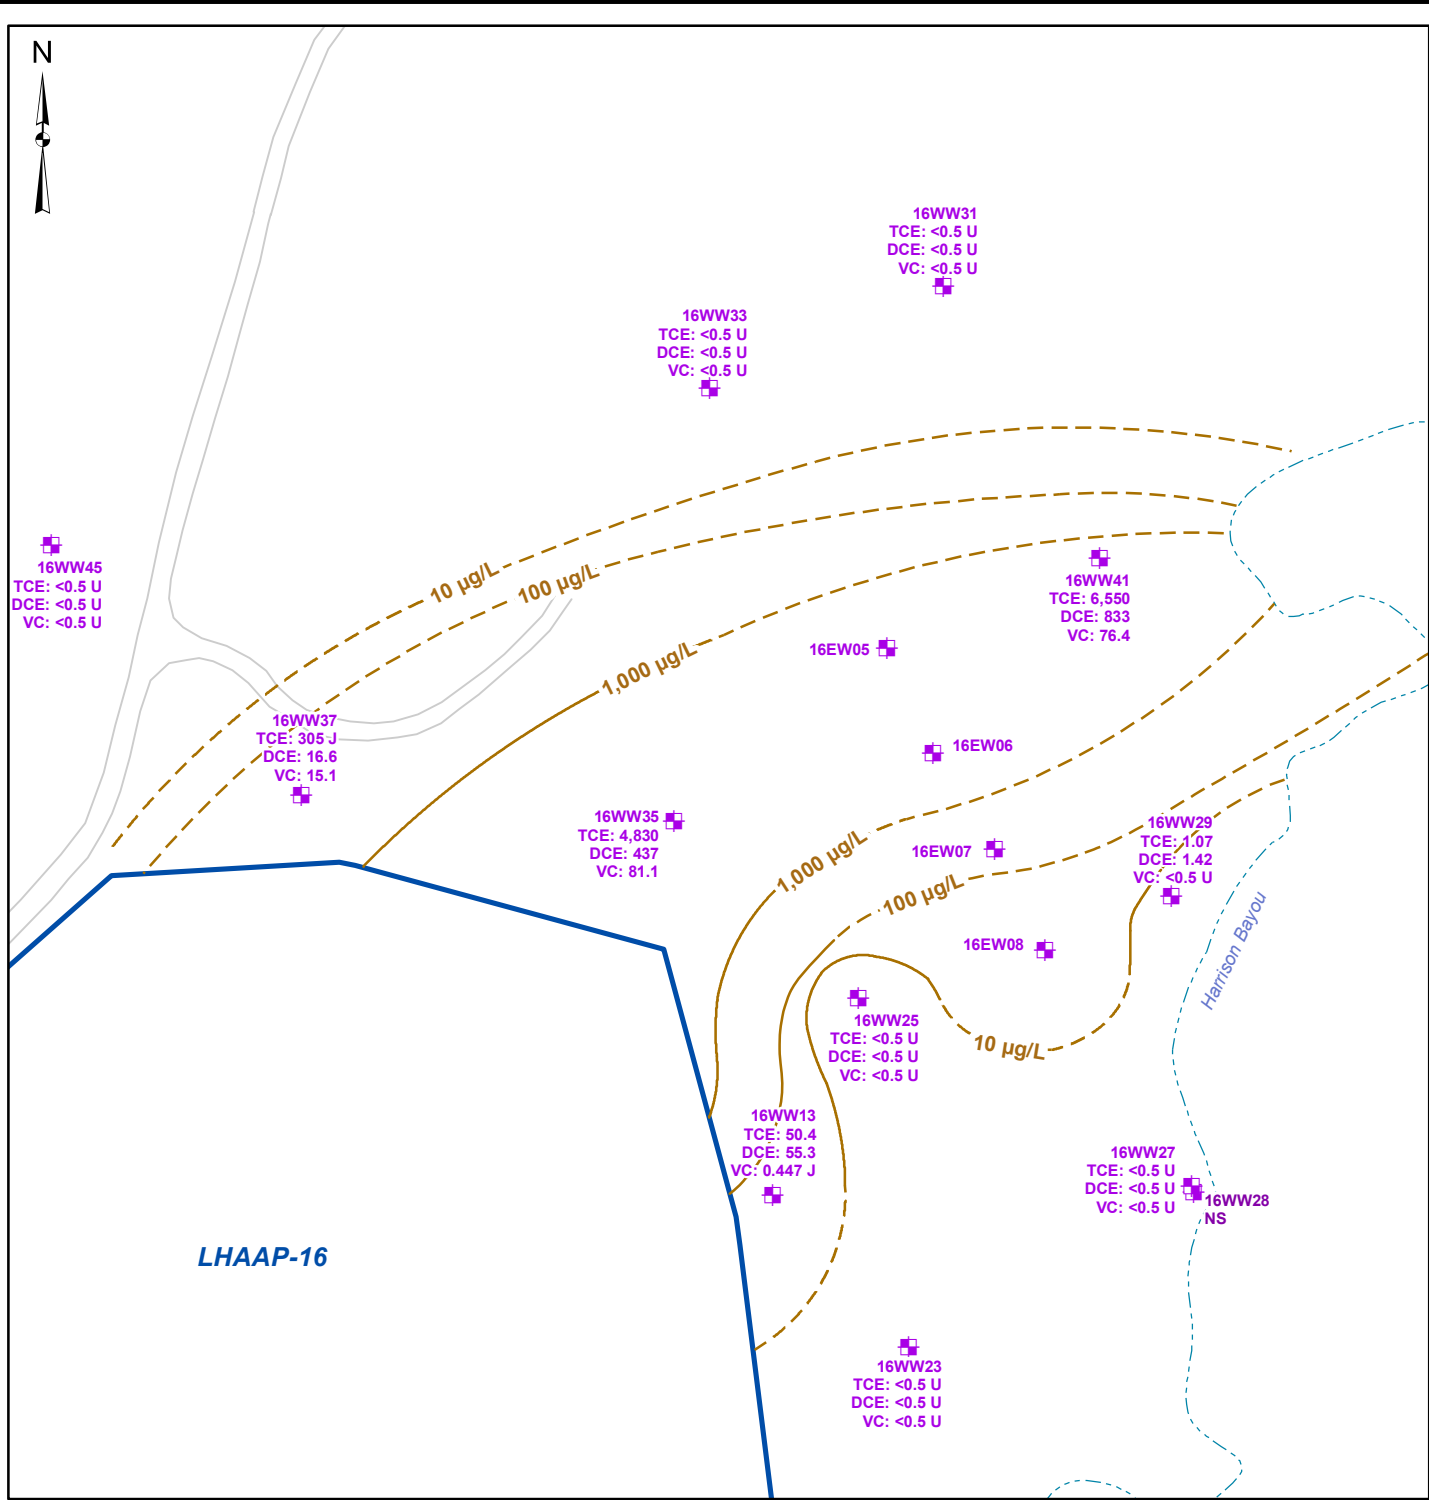 N
16WW31
TCE: <0.5 U
DCE: <0.5 U
VC: <0.5 U
16WW33
TCE: <0.5 U
DCE: <0.5 U
VC: <0.5 U
16WW45
TCE: <0.5 U
DCE: <0.5 U
VC: <0.5 U
10 µg/L
100 µg/L
1,000 µg/L
16WW41
TCE: 6,550
DCE: 833
VC: 76.4
16EW05
16WW37
TCE: 305 J
DCE: 16.6
VC: 15.1
16EW06
16WW35
TCE: 4,830
DCE: 437
VC: 81.1
1,000 µg/L
16EW07
16WW29
TCE: 1.07
DCE: 1.42
VC: <0.5 U
100 µg/L
16EW08
Harrison Bayou
16WW25
TCE: <0.5 U
DCE: <0.5 U
VC: <0.5 U
10 µg/L
16WW13
TCE: 50.4
DCE: 55.3
VC: 0.447 J
16WW27
TCE: <0.5 U
DCE: <0.5 U
VC: <0.5 U
16WW28
NS
LHAAP-16
16WW23
TCE: <0.5 U
DCE: <0.5 U
VC: <0.5 U